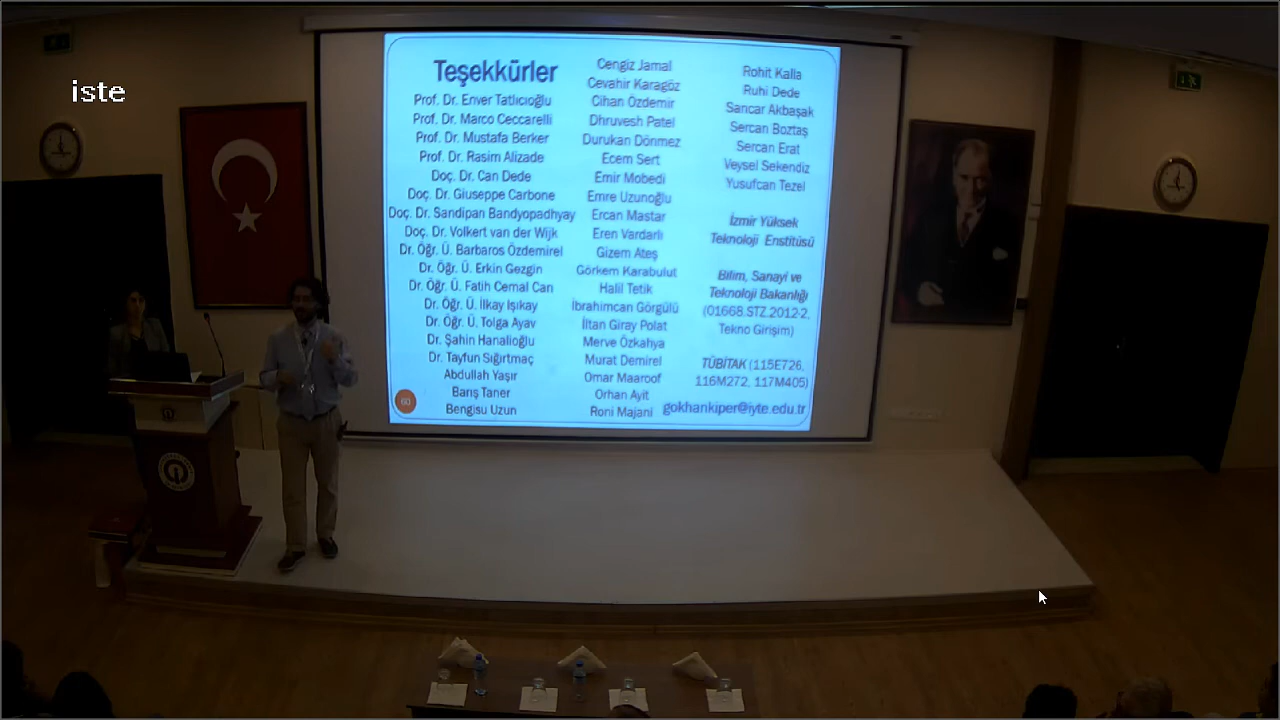 iste
Teşekkürler
Prof. Dr. Enver Tatlıcıoğlu
Prof. Dr. Marco Ceccarelli
Prof. Dr. Mustafa Berker
Prof. Dr. Rasim Alizade
Doç. Dr. Can Dede
Doç. Dr. Giuseppe Carbone
Doç. Dr. Sandipan Bandyopadhyay
Doç. Dr. Volkert van der Wijk
Dr. Öğr. Ü. Barbaros Özdemirel
Dr. Öğr. Ü. Erkin Gezgin
Dr. Öğr. Ü. Fatih Cemal Can
Dr. Öğr. Ü. İlkay Işıkay
Dr. Öğr. Ü. Tolga Ayav
Dr. Şahin Hanalioğlu
Dr. Tayfun Sığırtmaç
Abdullah Yaşır
Barış Taner
Bengisu Uzun
Cengiz Jamal
Cevahir Karagöz
Cihan Özdemir
Dhruvesh Patel
Durukan Dönmez
Ecem Sert
Emir Mobedi
Emre Uzunoğlu
Ercan Mastar
Eren Vardarlı
Gizem Ateş
Görkem Karabulut
Halil Tetik
İbrahimcan Görgülü
İltan Giray Polat
Merve Özkahya
Murat Demirel
Omar Maaroof
Orhan Ayit
Roni Majani
Rohit Kalla
Ruhi Dede
Sancar Akbaşak
Sercan Boztaş
Sercan Erat
Veysel Sekendiz
Yusufcan Tezel
İzmir Yüksek
Teknoloji Enstitüsü
Bilim, Sanayi ve
Teknoloji Bakanlığı
(01668.STZ.2012-2,
Tekno Girişim)
TÜBİTAK (115E726,
116M272, 117M405)
gokhankiper@iyte.edu.tr
60